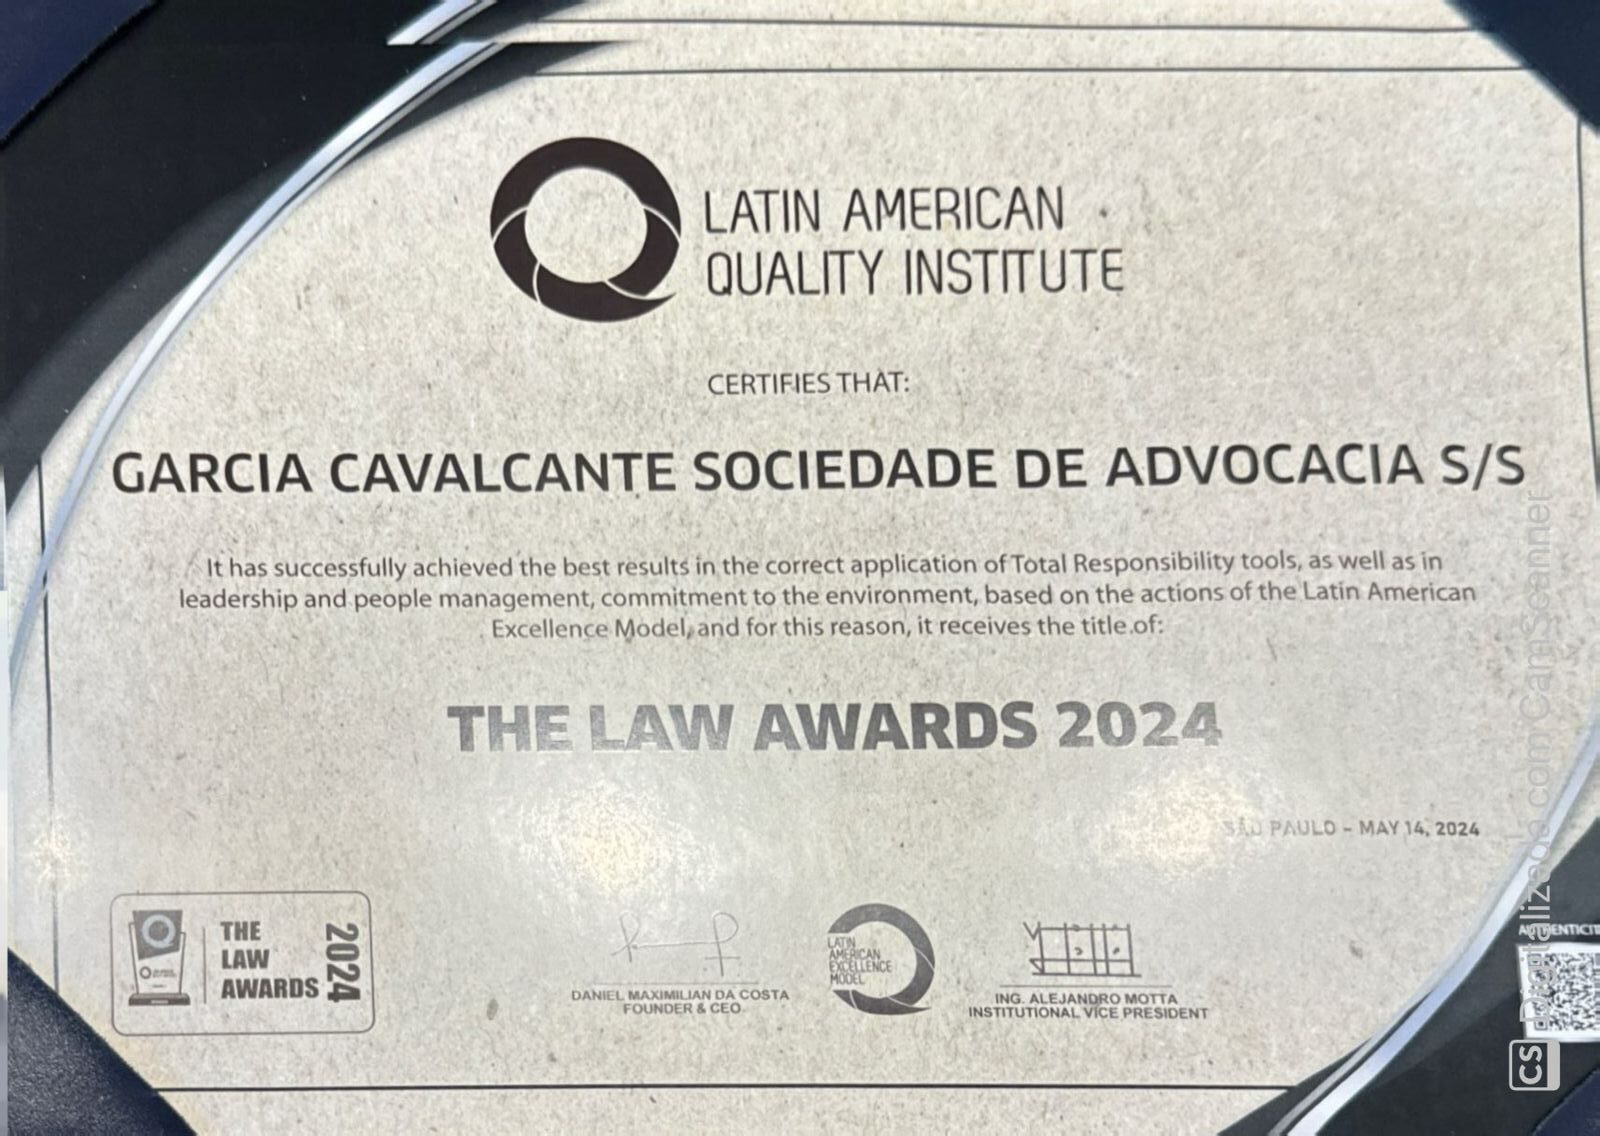 LATIN AMERICAN
QUALITY INSTITUTE
CERTIFIES THAT:
GARCIA CAVALCANTE SOCIEDADE DE ADVOCACIA S/S
It has successfully achieved the best results in the correct application of Total Responsibility tools, as well as in
leadership and people management, commitment to the environment, based on the actions of the Latin American
Excellence Model, and for this reason, it receives the title of:
THE LAW AWARDS 2024
SÃO PAULO - MAY 14, 2024
THE
LAW
AWARDS
2024
DANIEL MAXIMILIAN DA COSTA
FOUNDER & CEO
LATIN
AMERICAN
EXCELLENCE
MODEL
ING. ALEJANDRO MOTTA
INSTITUTIONAL VICE PRESIDENT
CS Digitalizado com CamScanner